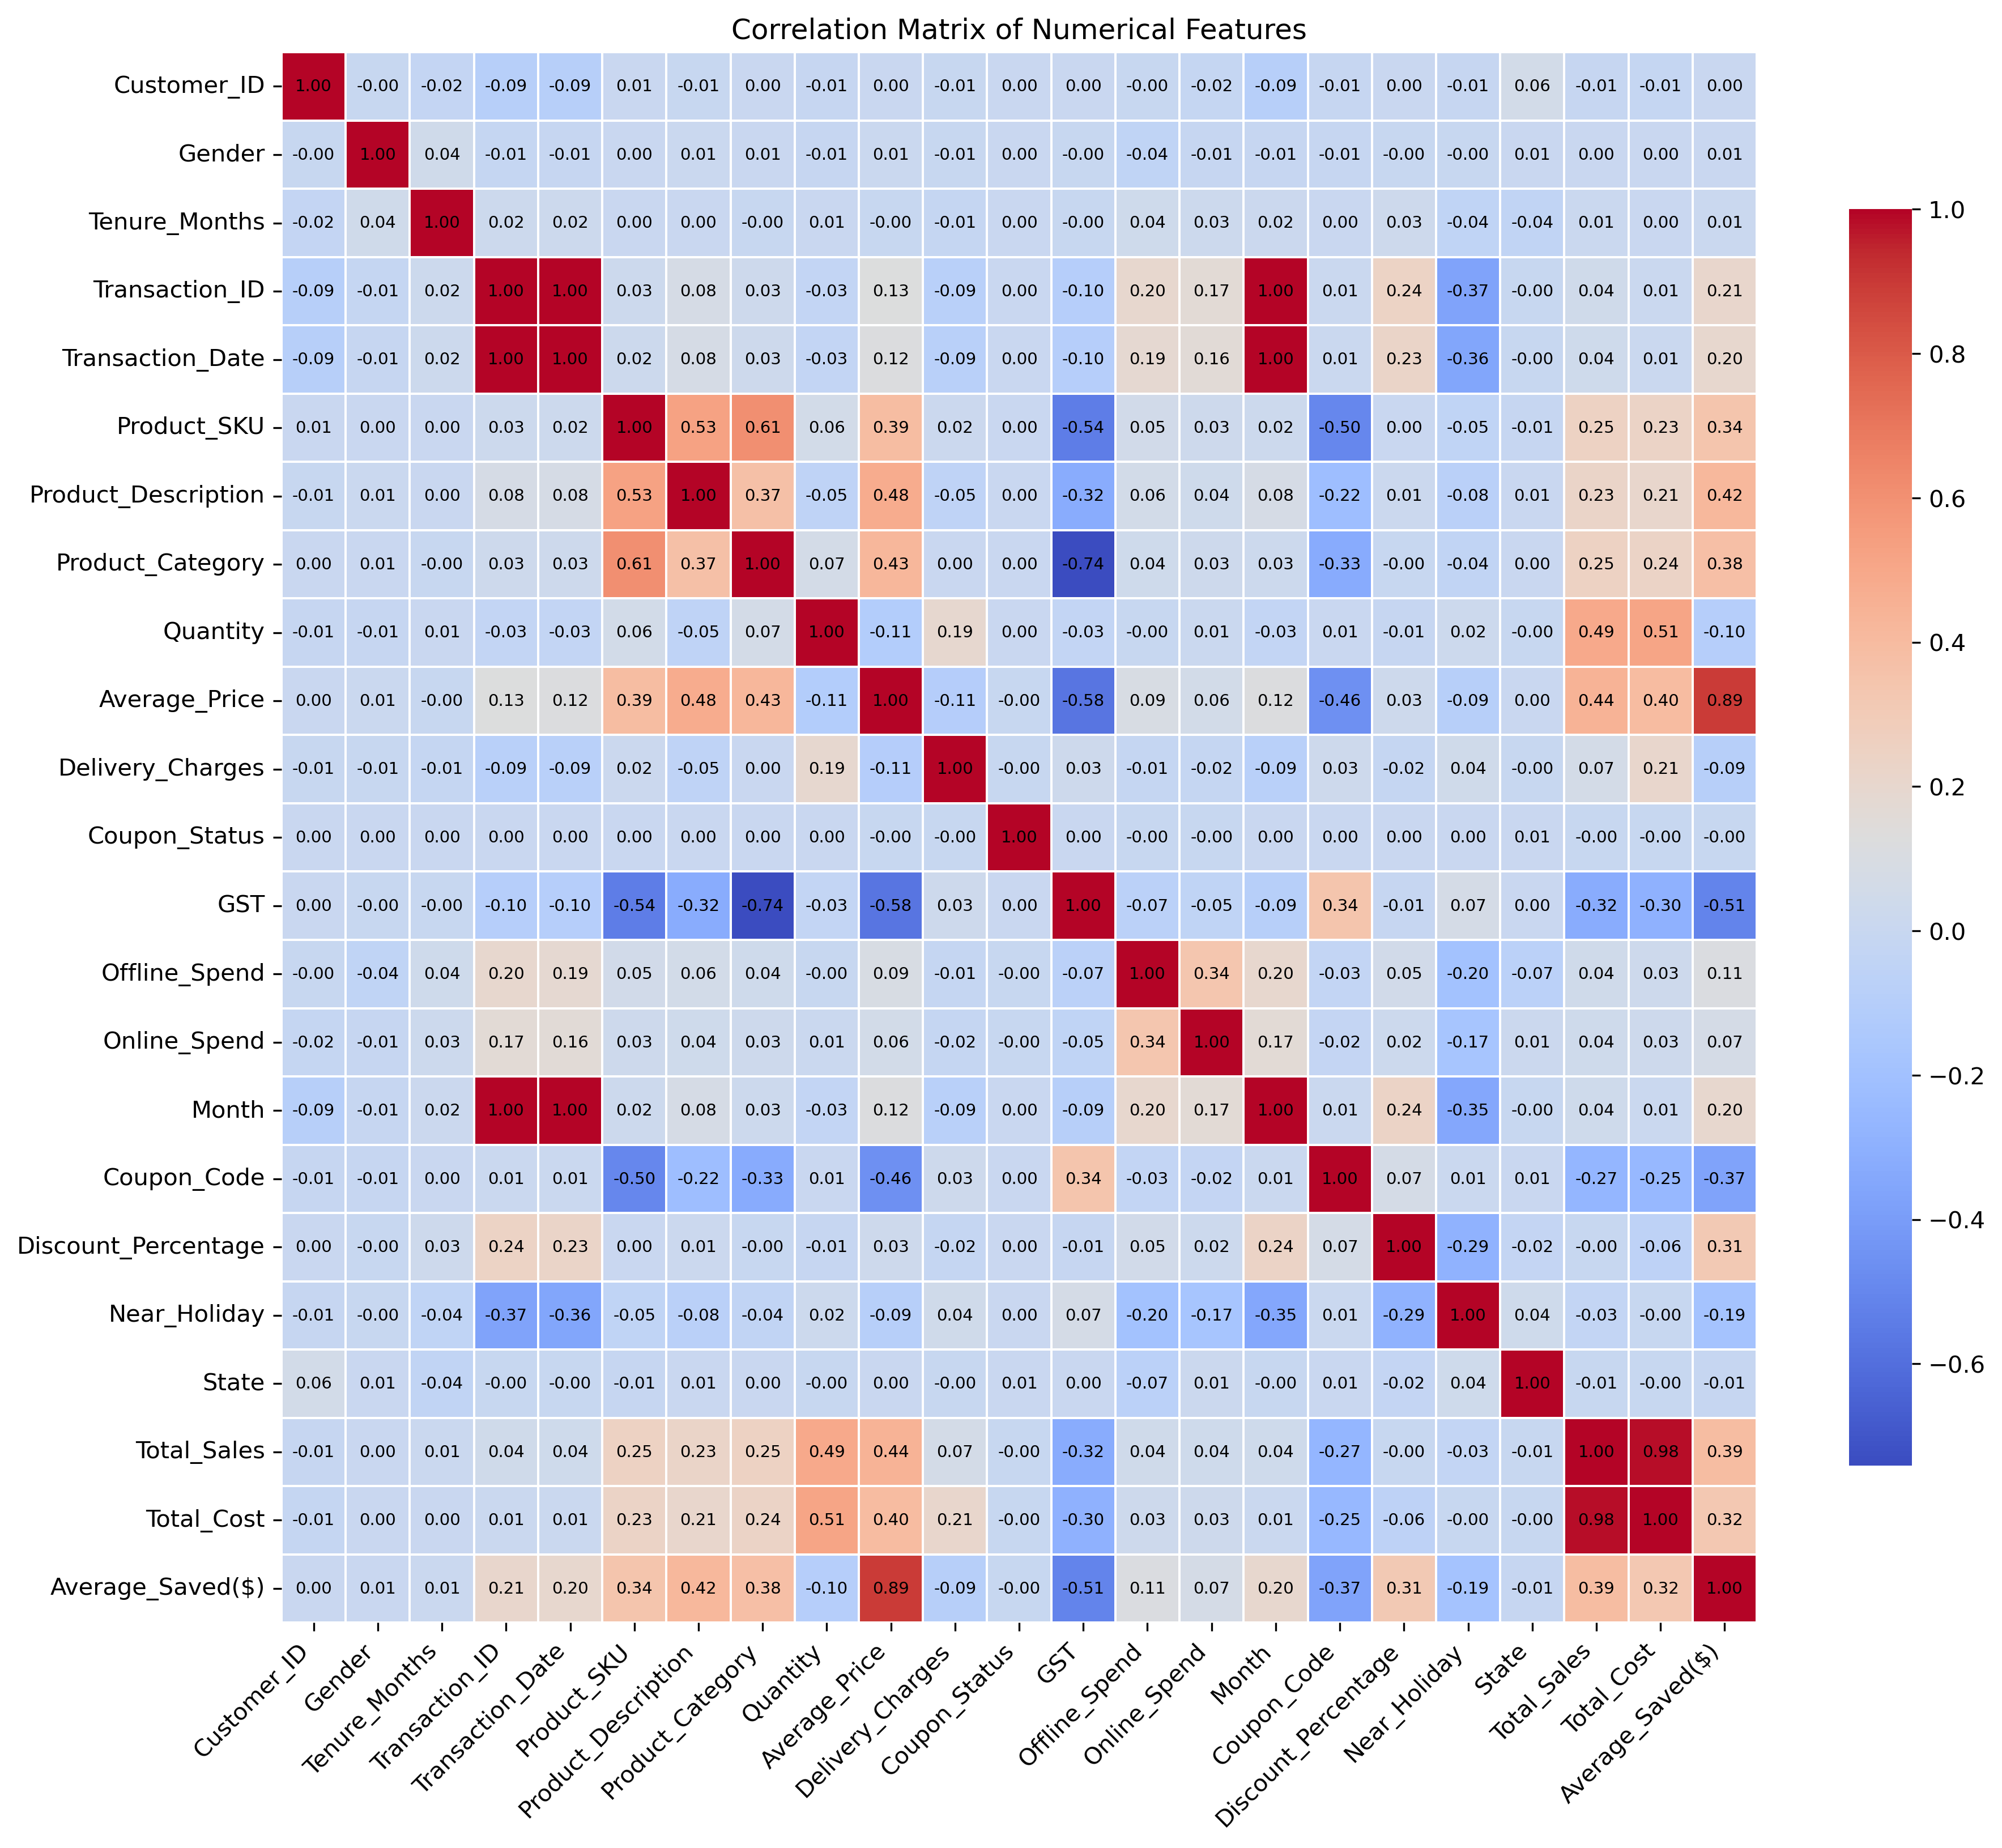 Correlation Matrix of Numerical Features
Customer_ID 1.00 -0.00 -0.02 -0.09 -0.09 0.01 -0.01 0.00 -0.01 0.00 -0.01 0.00 0.00 -0.00 -0.02 -0.09 -0.01 0.00 -0.01 0.06 -0.01 -0.01 0.00
Gender -0.00 1.00 0.04 -0.01 -0.01 0.00 0.01 0.01 -0.01 0.01 -0.01 0.00 -0.00 -0.04 -0.01 -0.01 -0.01 -0.00 -0.00 0.01 0.00 0.00 0.01
Tenure_Months -0.02 0.04 1.00 0.02 0.02 0.00 0.00 -0.00 0.01 -0.00 -0.01 0.00 -0.00 0.04 0.03 0.02 0.00 0.03 -0.04 -0.04 0.01 0.00 0.01
Transaction_ID -0.09 -0.01 0.02 1.00 1.00 0.03 0.08 0.03 -0.03 0.13 -0.09 0.00 -0.10 0.20 0.17 1.00 0.01 0.24 -0.37 -0.00 0.04 0.01 0.21
Transaction_Date -0.09 -0.01 0.02 1.00 1.00 0.02 0.08 0.03 -0.03 0.12 -0.09 0.00 -0.10 0.19 0.16 1.00 0.01 0.23 -0.36 -0.00 0.04 0.01 0.20
Product_SKU 0.01 0.00 0.00 0.03 0.02 1.00 0.53 0.61 0.06 0.39 0.02 0.00 -0.54 0.05 0.03 0.02 -0.50 0.00 -0.05 -0.01 0.25 0.23 0.34
Product_Description -0.01 0.01 0.00 0.08 0.08 0.53 1.00 0.37 -0.05 0.48 -0.05 0.00 -0.32 0.06 0.04 0.08 -0.22 0.01 -0.08 0.01 0.23 0.21 0.42
Product_Category 0.00 0.01 -0.00 0.03 0.03 0.61 0.37 1.00 0.07 0.43 0.00 0.00 -0.74 0.04 0.03 0.03 -0.33 -0.00 -0.04 0.00 0.25 0.24 0.38
Quantity -0.01 -0.01 0.01 -0.03 -0.03 0.06 -0.05 0.07 1.00 -0.11 0.19 0.00 -0.03 -0.00 0.01 -0.03 0.01 -0.01 0.02 -0.00 0.49 0.51 -0.10
Average_Price 0.00 0.01 -0.00 0.13 0.12 0.39 0.48 0.43 -0.11 1.00 -0.11 -0.00 -0.58 0.09 0.06 0.12 -0.46 0.03 -0.09 0.00 0.44 0.40 0.89
Delivery_Charges -0.01 -0.01 -0.01 -0.09 -0.09 0.02 -0.05 0.00 0.19 -0.11 1.00 -0.00 0.03 -0.01 -0.02 -0.09 0.03 -0.02 0.04 -0.00 0.07 0.21 -0.09
Coupon_Status 0.00 0.00 0.00 0.00 0.00 0.00 0.00 0.00 0.00 -0.00 -0.00 1.00 0.00 -0.00 -0.00 0.00 0.00 0.00 0.00 0.01 -0.00 -0.00 -0.00
GST 0.00 -0.00 -0.00 -0.10 -0.10 -0.54 -0.32 -0.74 -0.03 -0.58 0.03 0.00 1.00 -0.07 -0.05 -0.09 0.34 -0.01 0.07 0.00 -0.32 -0.30 -0.51
Offline_Spend -0.00 -0.04 0.04 0.20 0.19 0.05 0.06 0.04 -0.00 0.09 -0.01 -0.00 -0.07 1.00 0.34 0.20 -0.03 0.05 -0.20 -0.07 0.04 0.03 0.11
Online_Spend -0.02 -0.01 0.03 0.17 0.16 0.03 0.04 0.03 0.01 0.06 -0.02 -0.00 -0.05 0.34 1.00 0.17 -0.02 0.02 -0.17 0.01 0.04 0.03 0.07
Month -0.09 -0.01 0.02 1.00 1.00 0.02 0.08 0.03 -0.03 0.12 -0.09 0.00 -0.09 0.20 0.17 1.00 0.01 0.24 -0.35 -0.00 0.04 0.01 0.20
Coupon_Code -0.01 -0.01 0.00 0.01 0.01 -0.50 -0.22 -0.33 0.01 -0.46 0.03 0.00 0.34 -0.03 -0.02 0.01 1.00 0.07 0.01 0.01 -0.27 -0.25 -0.37
Discount_Percentage 0.00 -0.00 0.03 0.24 0.23 0.00 0.01 -0.00 -0.01 0.03 -0.02 0.00 -0.01 0.05 0.02 0.24 0.07 1.00 -0.29 -0.02 -0.00 -0.06 0.31
Near_Holiday -0.01 -0.00 -0.04 -0.37 -0.36 -0.05 -0.08 -0.04 0.02 -0.09 0.04 0.00 0.07 -0.20 -0.17 -0.35 0.01 -0.29 1.00 0.04 -0.03 -0.00 -0.19
State 0.06 0.01 -0.04 -0.00 -0.00 -0.01 0.01 0.00 -0.00 0.00 -0.00 0.01 0.00 -0.07 0.01 -0.00 0.01 -0.02 0.04 1.00 -0.01 -0.00 -0.01
Total_Sales -0.01 0.00 0.01 0.04 0.04 0.25 0.23 0.25 0.49 0.44 0.07 -0.00 -0.32 0.04 0.04 0.04 -0.27 -0.00 -0.03 -0.01 1.00 0.98 0.39
Total_Cost -0.01 0.00 0.00 0.01 0.01 0.23 0.21 0.24 0.51 0.40 0.21 -0.00 -0.30 0.03 0.03 0.01 -0.25 -0.06 -0.00 -0.00 0.98 1.00 0.32
Average_Saved($) 0.00 0.01 0.01 0.21 0.20 0.34 0.42 0.38 -0.10 0.89 -0.09 -0.00 -0.51 0.11 0.07 0.20 -0.37 0.31 -0.19 -0.01 0.39 0.32 1.00
Customer_ID
Gender
Tenure_Months
Transaction_ID
Transaction_Date
Product_SKU
Product_Description
Product_Category
Quantity
Average_Price
Delivery_Charges
Coupon_Status
GST
Offline_Spend
Online_Spend
Month
Coupon_Code
Discount_Percentage
Near_Holiday
State
Total_Sales
Total_Cost
Average_Saved($)
1.0
0.8
0.6
0.4
0.2
0.0
−0.2
−0.4
−0.6